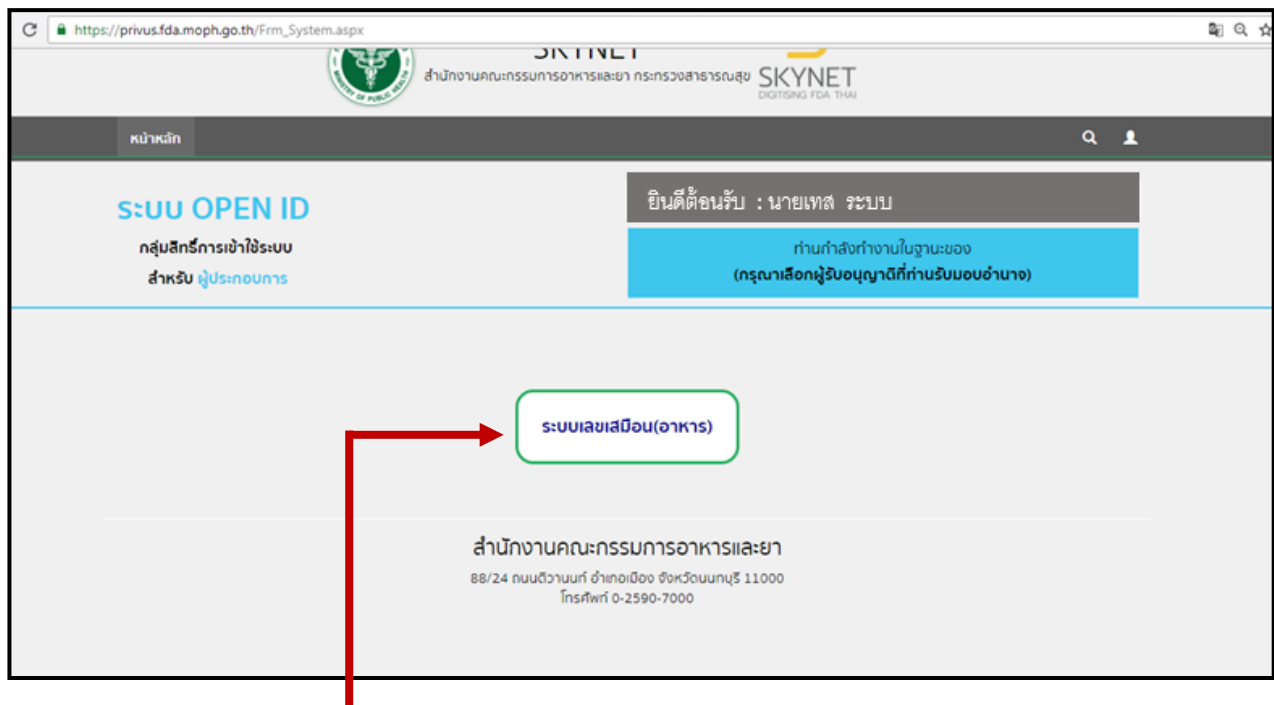 https://privus.fda.moph.go.th/Frm_System.aspx
SKYNET
สำนักงานคณะกรรมการอาหารและยา กระทรวงสาธารณสุข
SKYNET
DIGITISING FDA THAI
MINISTRY OF PUBLIC HEALTH
หน้าหลัก
ระบบ OPEN ID
กลุ่มสิทธิ์การเข้าใช้ระบบ
สำหรับ ผู้ประกอบการ
ยินดีต้อนรับ : นายเทส ระบบ
ท่านกำลังทำงานในฐานะของ
(กรุณาเลือกผู้รับอนุญาติที่ท่านรับมอบอำนาจ)
ระบบเลขเสมือน(อาหาร)
สำนักงานคณะกรรมการอาหารและยา
88/24 ถนนติวานนท์ อำเภอเมือง จังหวัดนนทบุรี 11000
โทรศัพท์ 0-2590-7000